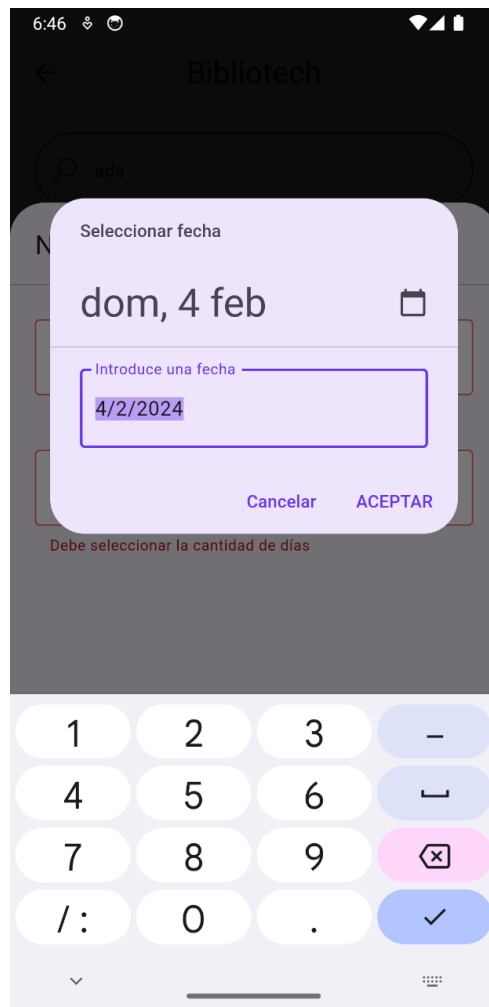 6:46
Bibliotech
ada
N
Seleccionar fecha
dom, 4 feb
Introduce una fecha
4/2/2024
Cancelar ACEPTAR
Debe seleccionar la cantidad de días
1 2 3 –
4 5 6
7 8 9
/ : 0 .